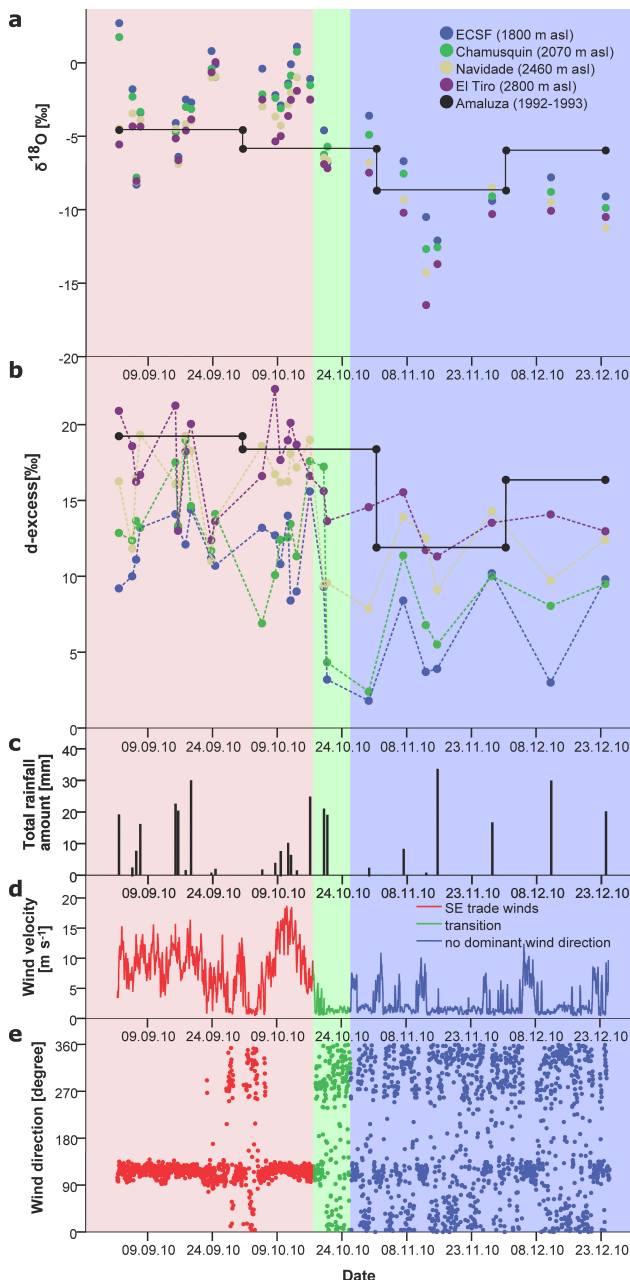 a
ECSF (1800 m asl)
Chamusquin (2070 m asl)
Navidade (2460 m asl)
El Tiro (2800 m asl)
Amaluza (1992-1993)
δ18O [‰]
0
-5
-10
-15
-20
09.09.10 24.09.10 09.10.10 24.10.10 08.11.10 23.11.10 08.12.10 23.12.10
b
d-excess[‰]
20
15
10
5
0
09.09.10 24.09.10 09.10.10 24.10.10 08.11.10 23.11.10 08.12.10 23.12.10
c
Total rainfall
amount [mm]
40
30
20
10
0
09.09.10 24.09.10 09.10.10 24.10.10 08.11.10 23.11.10 08.12.10 23.12.10
d
SE trade winds
transition
no dominant wind direction
Wind velocity
[m s-1]
20
15
10
5
0
09.09.10 24.09.10 09.10.10 24.10.10 08.11.10 23.11.10 08.12.10 23.12.10
e
Wind direction [degree]
360
270
180
90
0
09.09.10 24.09.10 09.10.10 24.10.10 08.11.10 23.11.10 08.12.10 23.12.10
Date